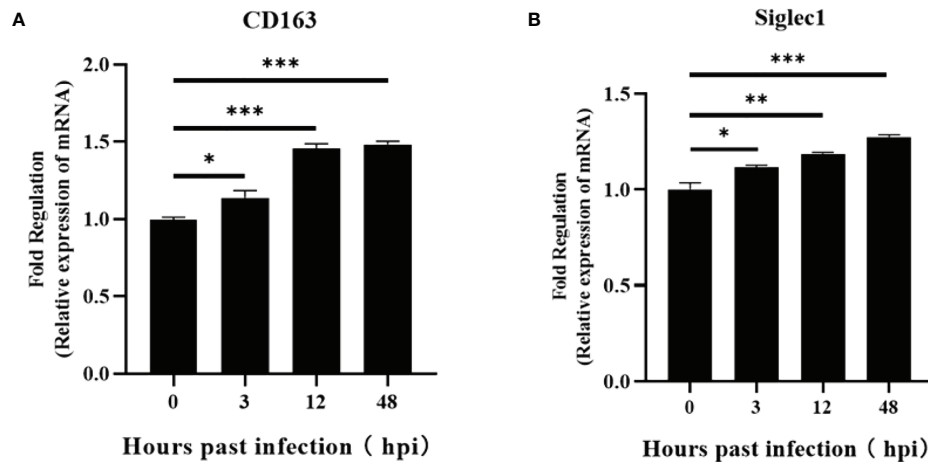 A
CD163
Fold Regulation
(Relative expression of mRNA)
2.0
1.5
1.0
0.5
0.0
***
***
*
0 3 12 48
Hours past infection ( hpi)
B
Siglec1
Fold Regulation
(Relative expression of mRNA)
1.5
1.0
0.5
0.0
***
**
*
0 3 12 48
Hours past infection ( hpi)